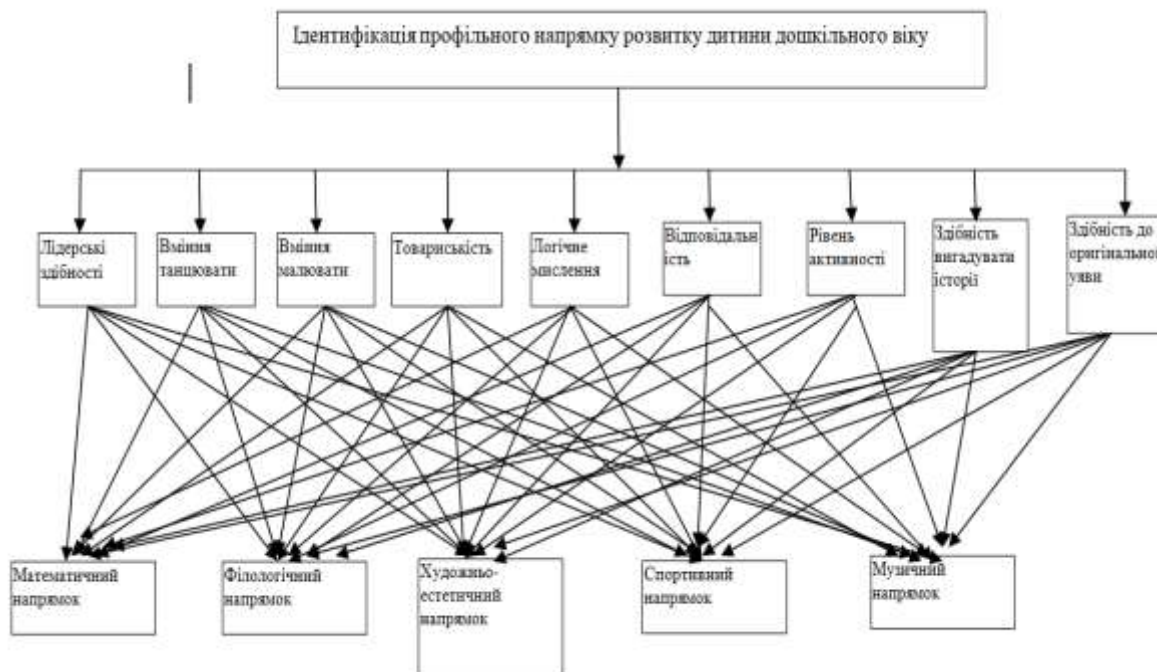 Ідентифікація профільного напрямку розвитку дитини дошкільного віку
Лідерські
здібності
Вміння
танцювати
Вміння
малювати
Товариськість
Логічне
мислення
Відповідальн
ість
Рівень
активності
Здібність
вигадувати
історії
Здібність до
оригінальної
уяви
Математичний
напрямок
Філологічний
напрямок
Художньо-
естетичний
напрямок
Спортивний
напрямок
Музичний
напрямок